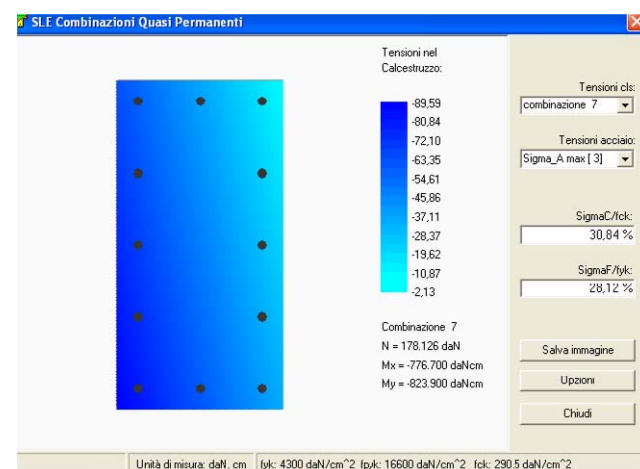 SLE Combinazioni Quasi Permanenti
Tensioni nel
Calcestruzzo:
-89,59
-80,84
-72,10
-63,35
-54,61
-45,86
-37,11
-28,37
-19,62
-10,87
-2,13
Combinazione 7
N = 178.126 daN
Mx = -776.700 daNcm
My = -823.900 daNcm
Tensioni cls:
combinazione 7
Tensioni acciaio:
Sigma_A max [ 3]
SigmaC/fck:
30,84 %
SigmaF/fyk:
28,12 %
Salva immagine
Opzioni
Chiudi
Unità di misura: daN, cm
fyk: 4300 daN/cm^2 fpyk: 16600 daN/cm^2 fck: 290.5 daN/cm^2